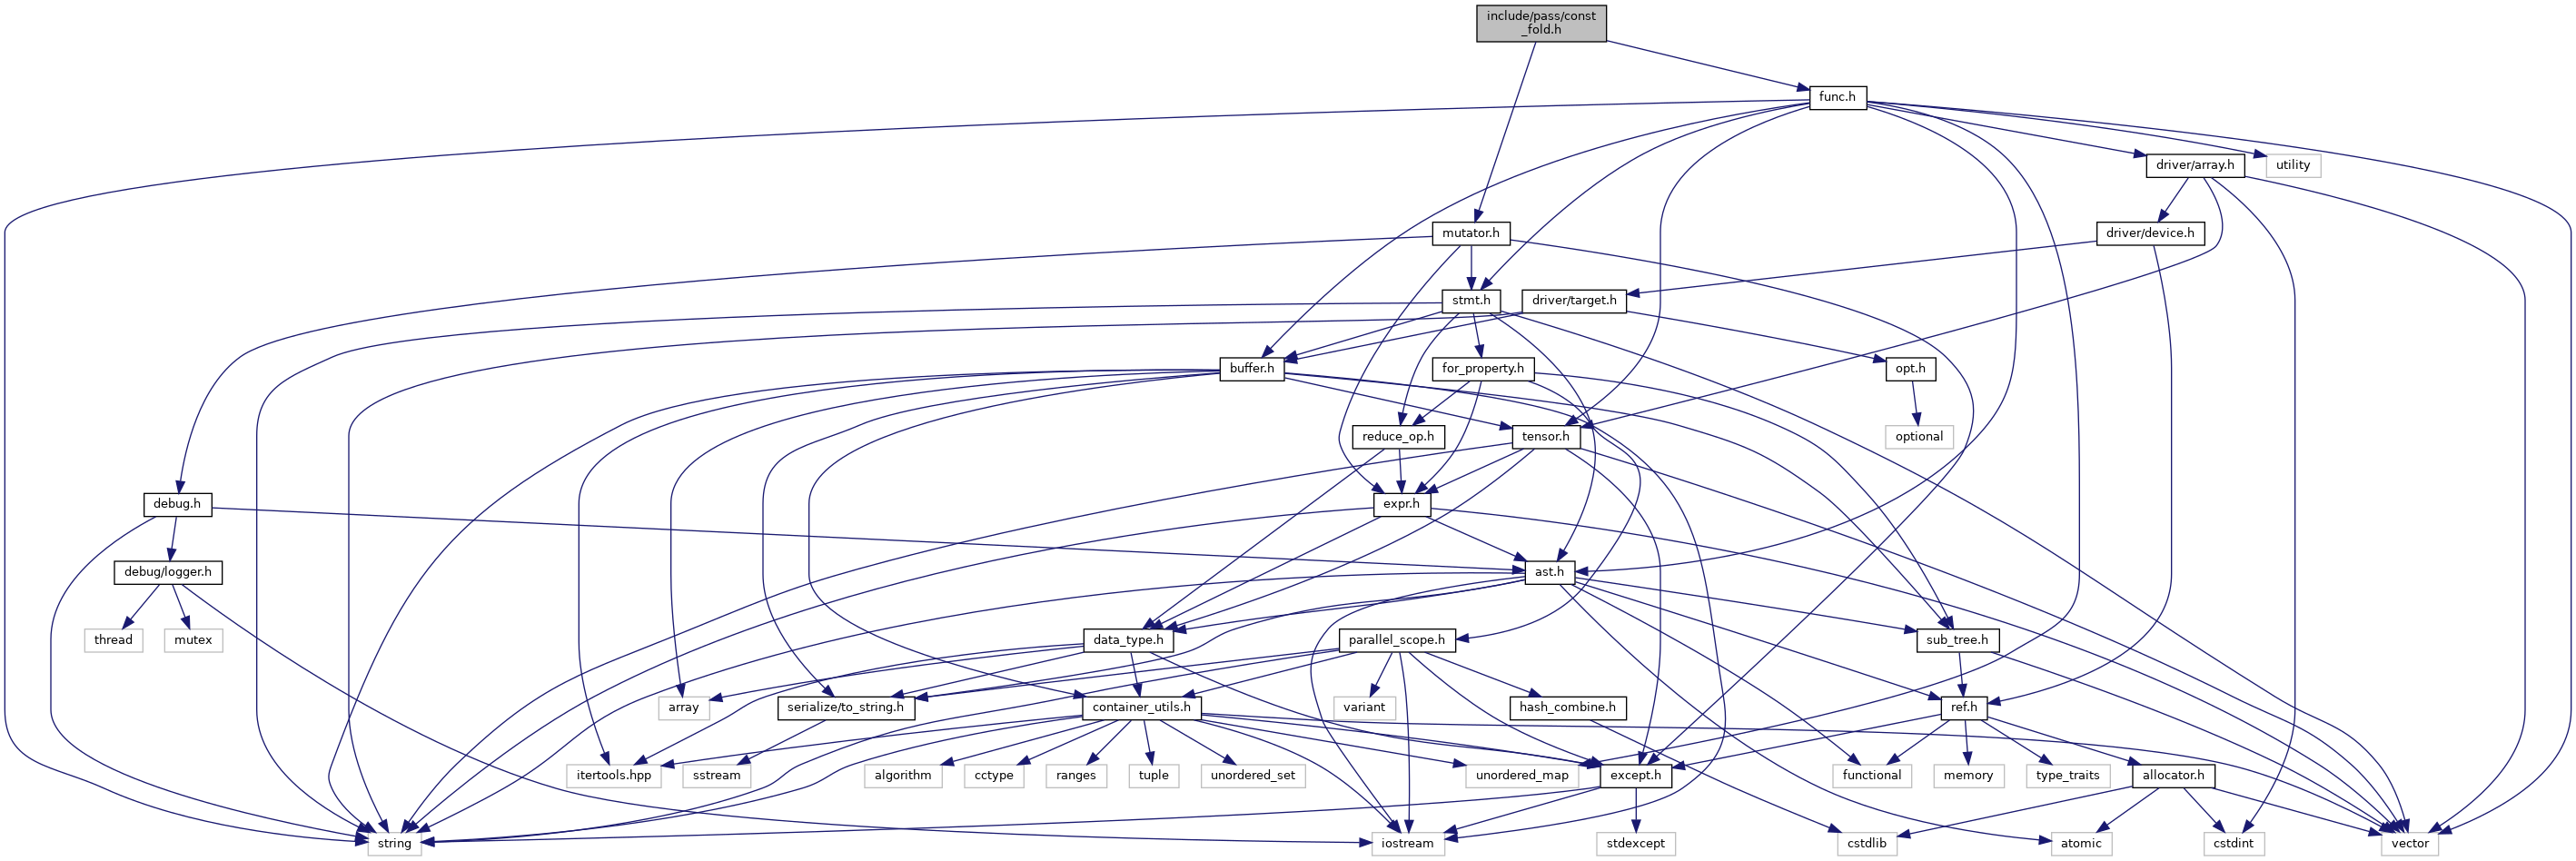 include/pass/const
_fold.h
func.h
driver/array.h
utility
mutator.h
driver/device.h
stmt.h
driver/target.h
buffer.h
for_property.h
opt.h
reduce_op.h
tensor.h
optional
debug.h
expr.h
debug/logger.h
ast.h
thread
mutex
data_type.h
parallel_scope.h
sub_tree.h
array
serialize/to_string.h
container_utils.h
variant
hash_combine.h
ref.h
itertools.hpp
sstream
algorithm
cctype
ranges
tuple
unordered_set
unordered_map
except.h
functional
memory
type_traits
allocator.h
string
iostream
stdexcept
cstdlib
atomic
cstdint
vector